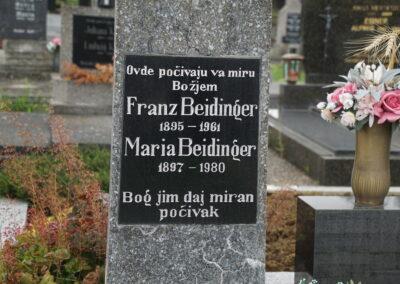 Ovde počivaju va miru
Božjem
Franz Beidinger
1895 – 1961
Maria Beidinger
1897 – 1980
Bog jim daj miran
počivak